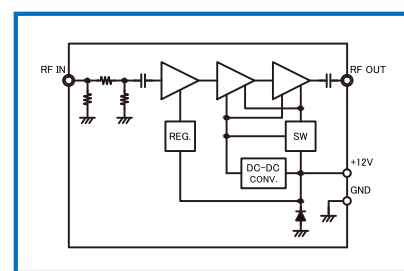 RF IN
RF OUT
REG.
SW
DC-DC
CONV.
+12V
GND